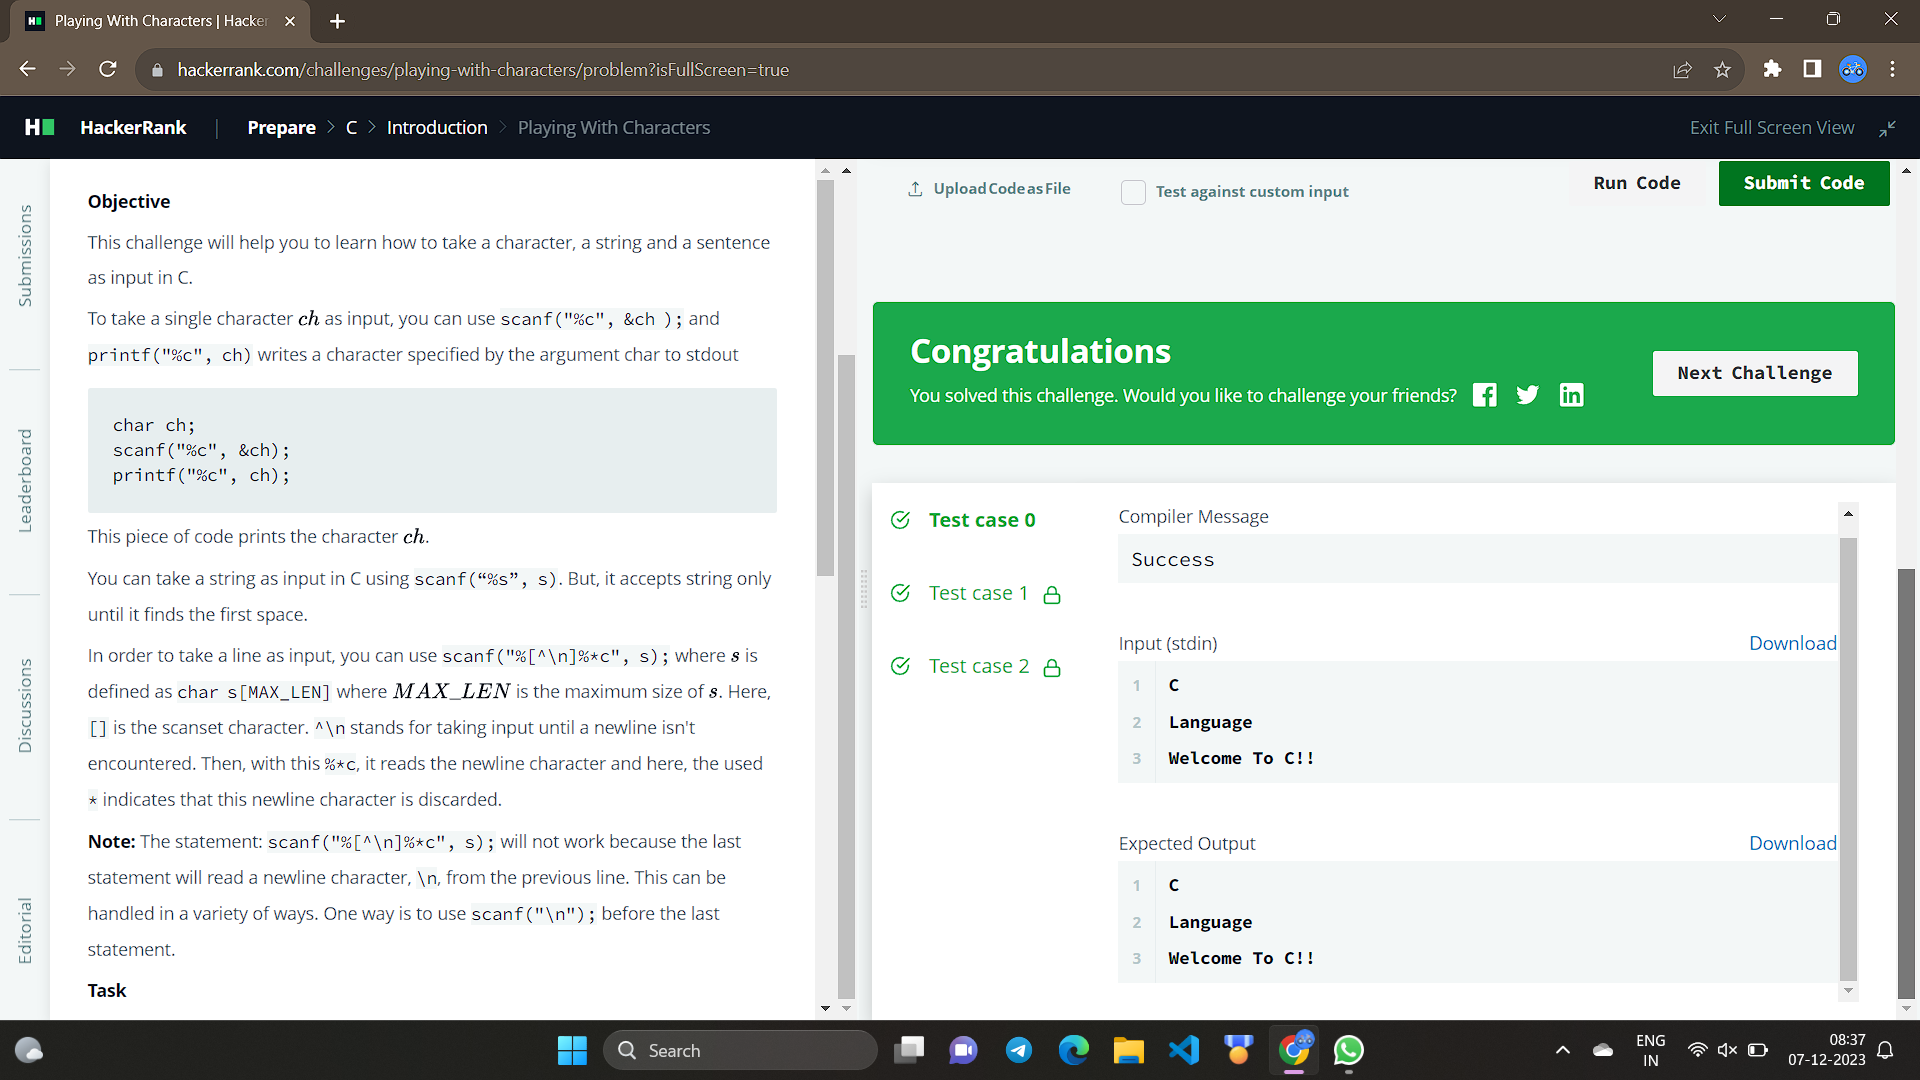 Playing With Characters | Hacker
hackerrank.com/challenges/playing-with-characters/problem?isFullScreen=true
HackerRank
Prepare > C > Introduction > Playing With Characters
Exit Full Screen View
Submissions
Leaderboard
Discussions
Editorial
Objective
This challenge will help you to learn how to take a character, a string and a sentence
as input in C.
To take a single character ch as input, you can use scanf("%c", &ch ); and
printf("%c", ch) writes a character specified by the argument char to stdout
char ch;
scanf("%c", &ch);
printf("%c", ch);
This piece of code prints the character ch.
You can take a string as input in C using scanf(“%s”, s). But, it accepts string only
until it finds the first space.
In order to take a line as input, you can use scanf("%[^\n]%*c", s); where s is
defined as char s[MAX_LEN] where MAX_LEN is the maximum size of s. Here,
[] is the scanset character. ^\n stands for taking input until a newline isn't
encountered. Then, with this %*c, it reads the newline character and here, the used
* indicates that this newline character is discarded.
Note: The statement: scanf("%[^\n]%*c", s); will not work because the last
statement will read a newline character, \n, from the previous line. This can be
handled in a variety of ways. One way is to use scanf("\n"); before the last
statement.
Task
Upload Code as File
Test against custom input
Run Code
Submit Code
Congratulations
You solved this challenge. Would you like to challenge your friends?
Next Challenge
Test case 0
Test case 1
Test case 2
Compiler Message
Success
Input (stdin)
Download
1 C
2 Language
3 Welcome To C!!
Expected Output
Download
1 C
2 Language
3 Welcome To C!!
Search
ENG
IN
08:37
07-12-2023